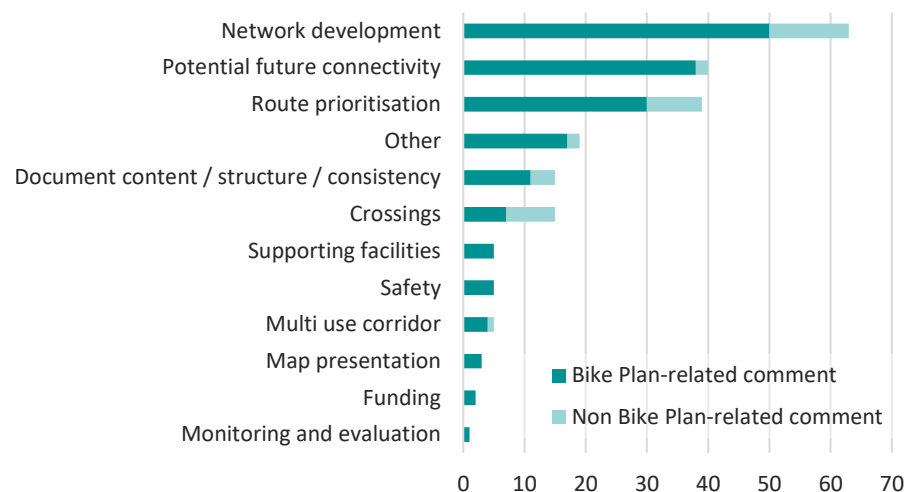 Network development
Potential future connectivity
Route prioritisation
Other
Document content / structure / consistency
Crossings
Supporting facilities
Safety
Multi use corridor
Map presentation
Bike Plan-related comment
Funding
Non Bike Plan-related comment
Monitoring and evaluation
0 10 20 30 40 50 60 70